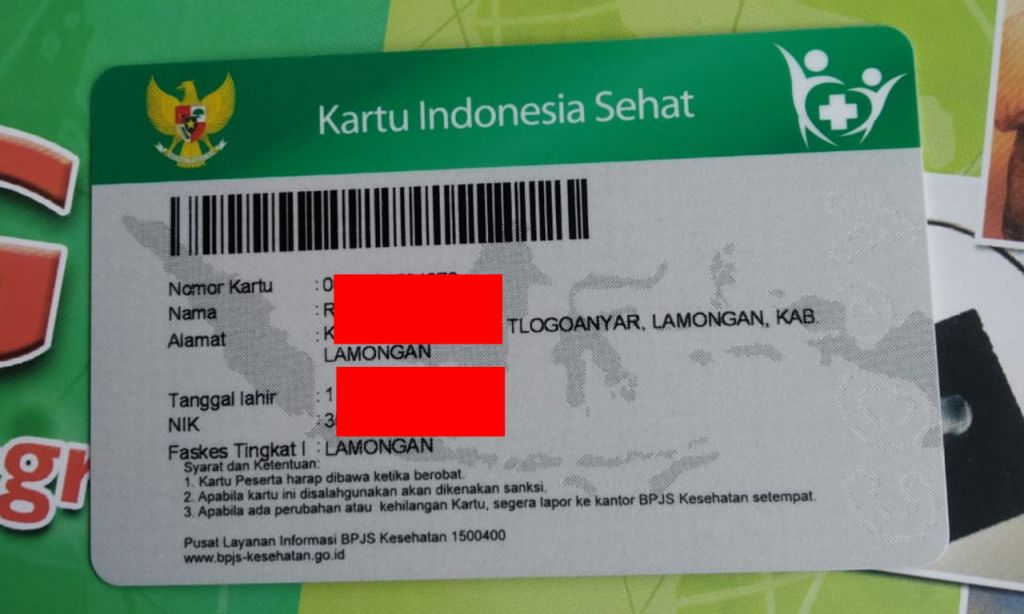 Kartu Indonesia Sehat
Nomor Kartu : 0
Nama : R
Alamat : K TLOGOANYAR, LAMONGAN, KAB.
LAMONGAN
Tanggal lahir : 1
NIK : 3
Faskes Tingkat I : LAMONGAN
Syarat dan Ketentuan:
1. Kartu Peserta harap dibawa ketika berobat.
2. Apabila kartu ini disalahgunakan akan dikenakan sanksi.
3. Apabila ada perubahan atau kehilangan Kartu, segera lapor ke kantor BPJS Kesehatan setempat.
Pusat Layanan Informasi BPJS Kesehatan 1500400
www.bpjs-kesehatan.go.id
gr